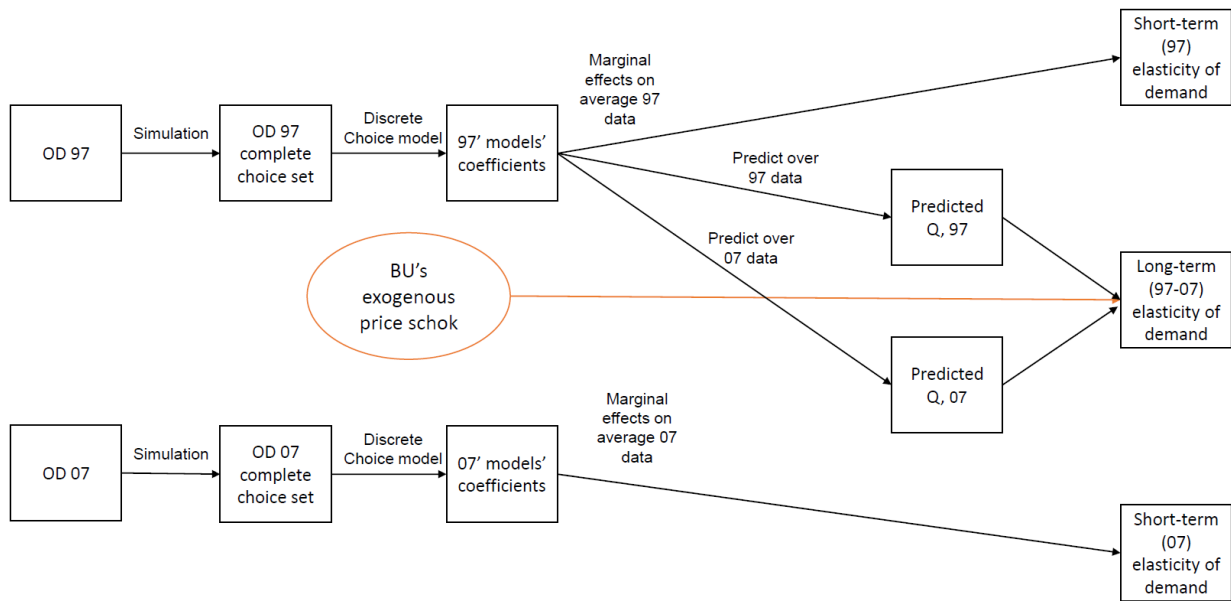 Short-term
(97)
elasticity of
demand
Marginal
effects on
average 97
data
OD 97
Simulation
OD 97
complete
choice set
Discrete
Choice model
97’ models’
coefficients
Predict over
97 data
Predicted
Q, 97
Predict over
07 data
BU’s
exogenous
price schok
Long-term
(97-07)
elasticity of
demand
Predicted
Q, 07
Marginal
effects on
average 07
data
OD 07
Simulation
OD 07
complete
choice set
Discrete
Choice model
07’ models’
coefficients
Short-term
(07)
elasticity of
demand